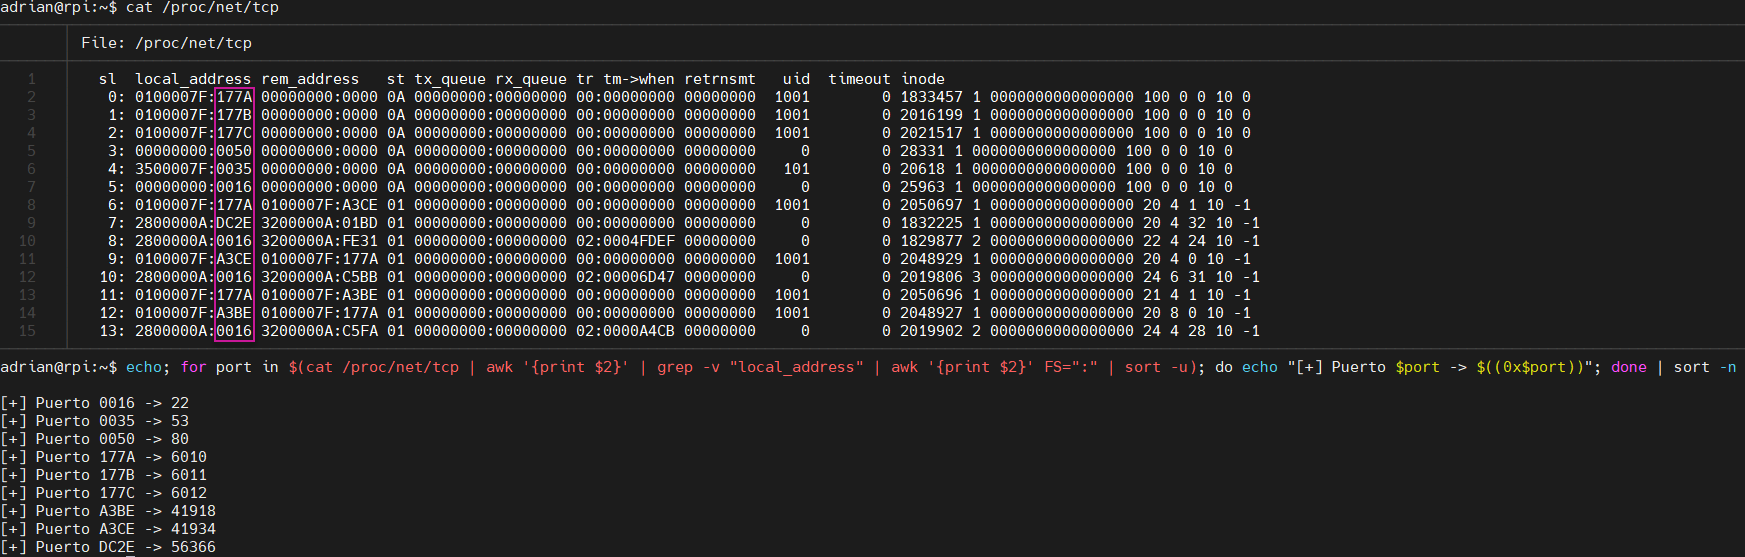 adrian@rpi:~$ cat /proc/net/tcp
File: /proc/net/tcp
1 sl local_address rem_address st tx_queue rx_queue tr tm->when retrnsmt uid timeout inode
2 0: 0100007F:177A 00000000:0000 0A 00000000:00000000 00:00000000 00000000 1001 0 1833457 1 0000000000000000 100 0 0 10 0
3 1: 0100007F:177B 00000000:0000 0A 00000000:00000000 00:00000000 00000000 1001 0 2016199 1 0000000000000000 100 0 0 10 0
4 2: 0100007F:177C 00000000:0000 0A 00000000:00000000 00:00000000 00000000 1001 0 2021517 1 0000000000000000 100 0 0 10 0
5 3: 00000000:0050 00000000:0000 0A 00000000:00000000 00:00000000 00000000 0 0 28331 1 0000000000000000 100 0 0 10 0
6 4: 3500007F:0035 00000000:0000 0A 00000000:00000000 00:00000000 00000000 101 0 20618 1 0000000000000000 100 0 0 10 0
7 5: 00000000:0016 00000000:0000 0A 00000000:00000000 00:00000000 00000000 0 0 25963 1 0000000000000000 100 0 0 10 0
8 6: 0100007F:177A 0100007F:A3CE 01 00000000:00000000 00:00000000 00000000 1001 0 2050697 1 0000000000000000 20 4 1 10 -1
9 7: 2800000A:DC2E 3200000A:01BD 01 00000000:00000000 00:00000000 00000000 0 0 1832225 1 0000000000000000 20 4 32 10 -1
10 8: 2800000A:0016 3200000A:FE31 01 00000000:00000000 02:0004FDEF 00000000 0 0 1829877 2 0000000000000000 22 4 24 10 -1
11 9: 0100007F:A3CE 0100007F:177A 01 00000000:00000000 00:00000000 00000000 1001 0 2048929 1 0000000000000000 20 4 0 10 -1
12 10: 2800000A:0016 3200000A:C5BB 01 00000000:00000000 02:00006D47 00000000 0 0 2019806 3 0000000000000000 24 6 31 10 -1
13 11: 0100007F:177A 0100007F:A3BE 01 00000000:00000000 00:00000000 00000000 1001 0 2050696 1 0000000000000000 21 4 1 10 -1
14 12: 0100007F:A3BE 0100007F:177A 01 00000000:00000000 00:00000000 00000000 1001 0 2048927 1 0000000000000000 20 8 0 10 -1
15 13: 2800000A:0016 3200000A:C5FA 01 00000000:00000000 02:0000A4CB 00000000 0 0 2019902 2 0000000000000000 24 4 28 10 -1
adrian@rpi:~$ echo; for port in $(cat /proc/net/tcp | awk '{print $2}' | grep -v "local_address" | awk '{print $2}' FS=":" | sort -u); do echo "[+] Puerto $port -> $((0x$port))"; done | sort -n
[+] Puerto 0016 -> 22
[+] Puerto 0035 -> 53
[+] Puerto 0050 -> 80
[+] Puerto 177A -> 6010
[+] Puerto 177B -> 6011
[+] Puerto 177C -> 6012
[+] Puerto A3BE -> 41918
[+] Puerto A3CE -> 41934
[+] Puerto DC2E -> 56366